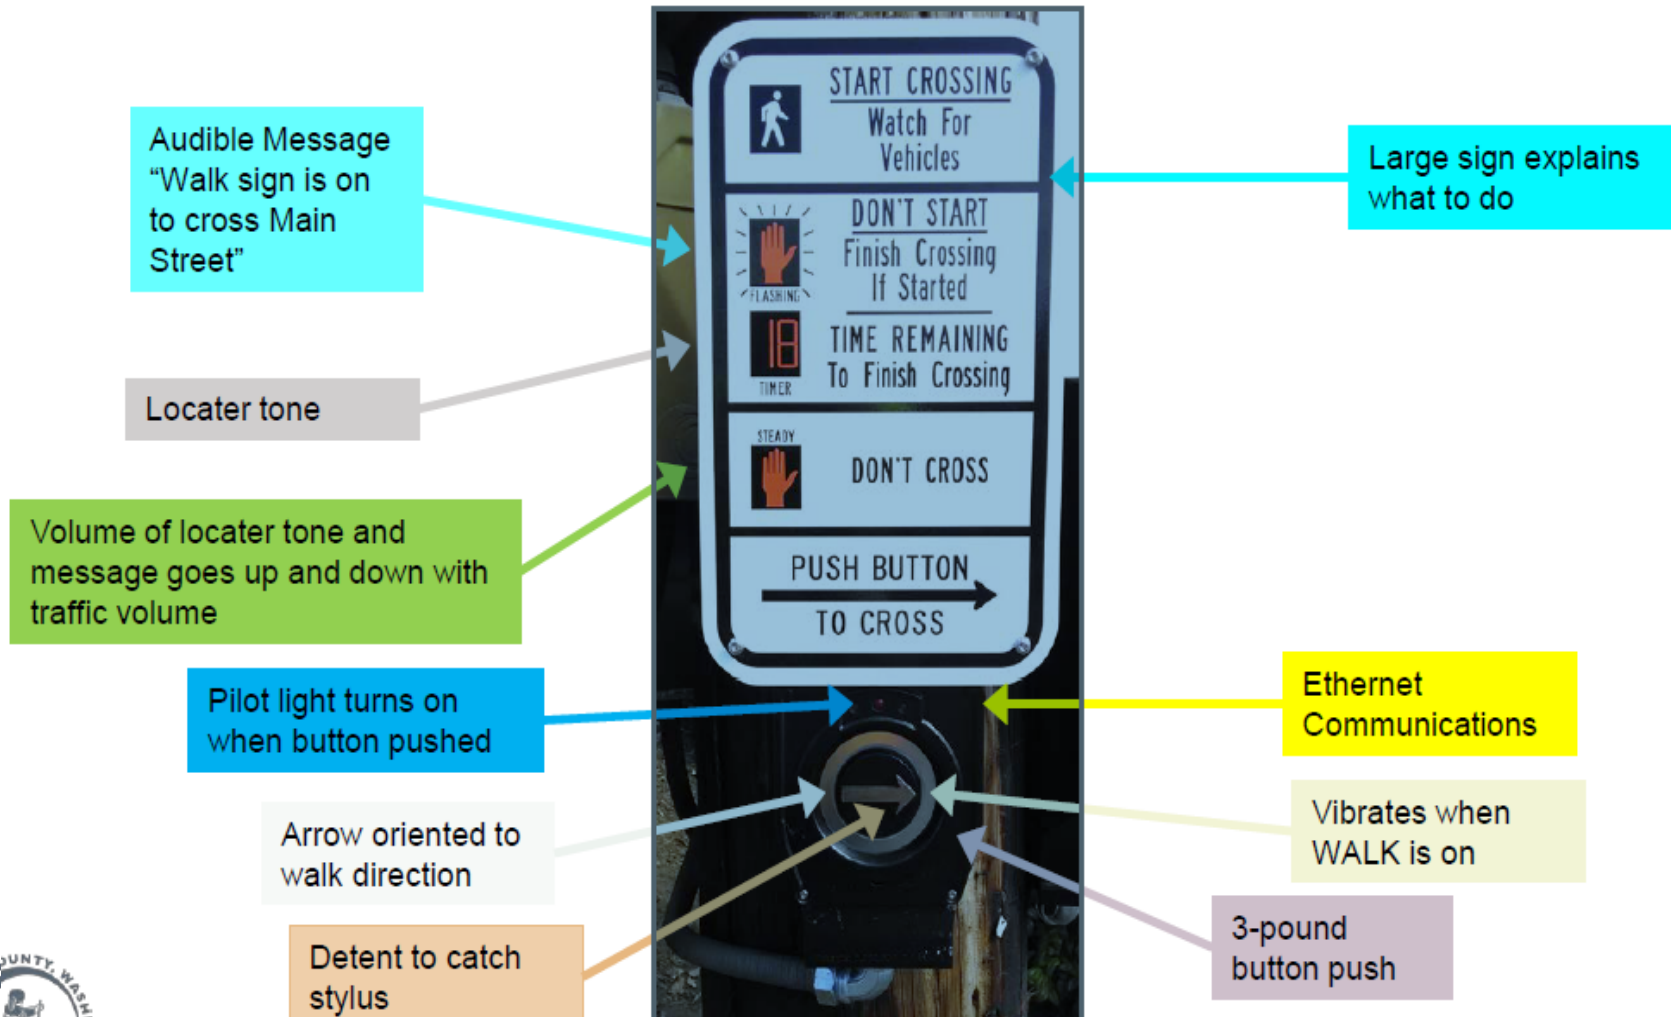 Audible Message
“Walk sign is on
to cross Main
Street”
Locater tone
Volume of locater tone and
message goes up and down with
traffic volume
Pilot light turns on
when button pushed
Arrow oriented to
walk direction
Detent to catch
stylus
START CROSSING
Watch For
Vehicles
DON'T START
Finish Crossing
If Started
FLASHING
18
TIME REMAINING
To Finish Crossing
TIMER
STEADY
DON'T CROSS
PUSH BUTTON
TO CROSS
Large sign explains
what to do
Ethernet
Communications
Vibrates when
WALK is on
3-pound
button push